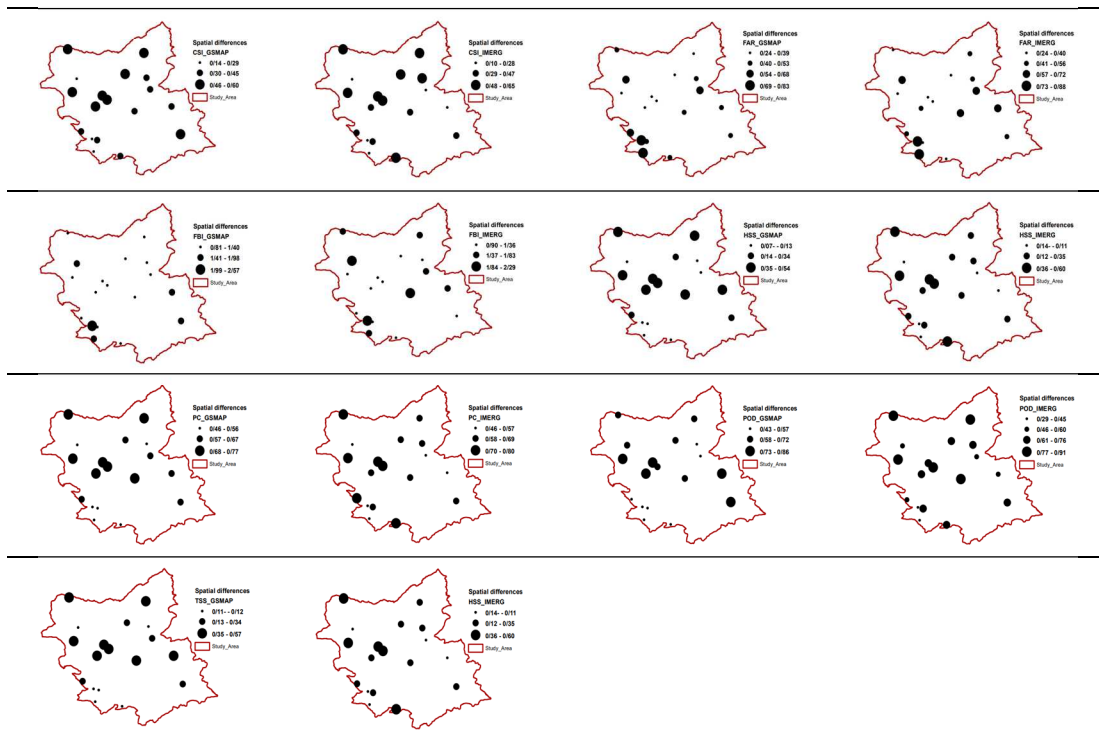 Spatial differences
CSI_GSMAP
0/14 - 0/29
0/30 - 0/45
0/46 - 0/60
Study_Area
Spatial differences
CSI_IMERG
0/10 - 0/28
0/29 - 0/47
0/48 - 0/65
Study_Area
Spatial differences
FAR_GSMAP
0/24 - 0/39
0/40 - 0/53
0/54 - 0/68
0/69 - 0/83
Study_Area
Spatial differences
FAR_IMERG
0/24 - 0/40
0/41 - 0/56
0/57 - 0/72
0/73 - 0/88
Study_Area
Spatial differences
FBI_GSMAP
0/81 - 1/40
1/41 - 1/98
1/99 - 2/57
Study_Area
Spatial differences
FBI_IMERG
0/90 - 1/36
1/37 - 1/83
1/84 - 2/29
Study_Area
Spatial differences
HSS_GSMAP
0/07- - 0/13
0/14 - 0/34
0/35 - 0/54
Study_Area
Spatial differences
HSS_IMERG
0/14- - 0/11
0/12 - 0/35
0/36 - 0/60
Study_Area
Spatial differences
PC_GSMAP
0/46 - 0/56
0/57 - 0/67
0/68 - 0/77
Study_Area
Spatial differences
PC_IMERG
0/46 - 0/57
0/58 - 0/69
0/70 - 0/80
Study_Area
Spatial differences
POD_GSMAP
0/43 - 0/57
0/58 - 0/72
0/73 - 0/86
Study_Area
Spatial differences
POD_IMERG
0/29 - 0/45
0/46 - 0/60
0/61 - 0/76
0/77 - 0/91
Study_Area
Spatial differences
TSS_GSMAP
0/11- - 0/12
0/13 - 0/34
0/35 - 0/57
Study_Area
Spatial differences
HSS_IMERG
0/14- - 0/11
0/12 - 0/35
0/36 - 0/60
Study_Area